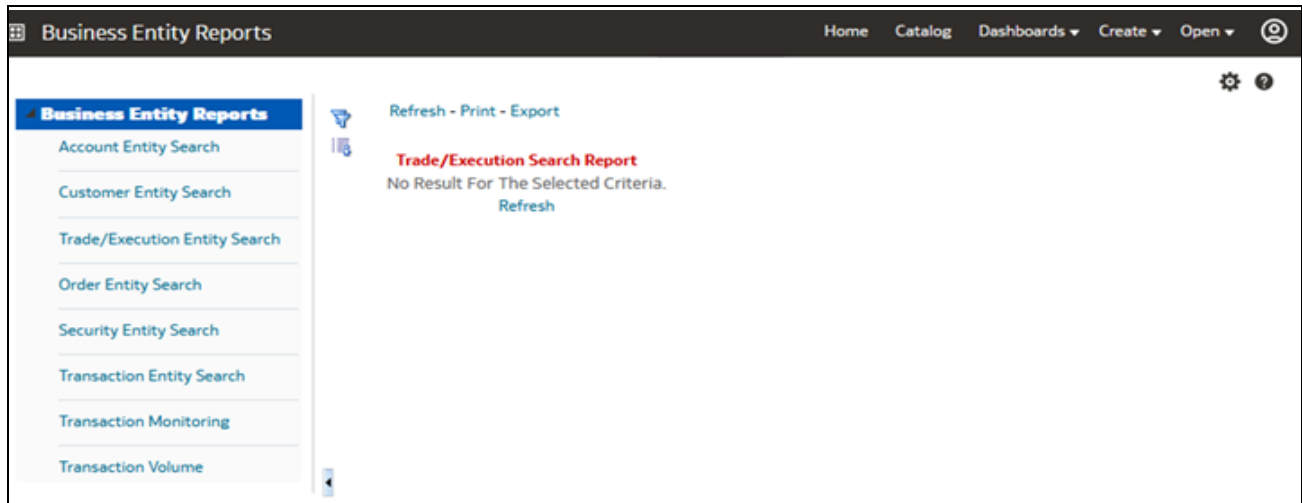 Business Entity Reports
Home Catalog Dashboards Create Open
Business Entity Reports
Account Entity Search
Customer Entity Search
Trade/Execution Entity Search
Order Entity Search
Security Entity Search
Transaction Entity Search
Transaction Monitoring
Transaction Volume
Refresh - Print - Export
Trade/Execution Search Report
No Result For The Selected Criteria.
Refresh